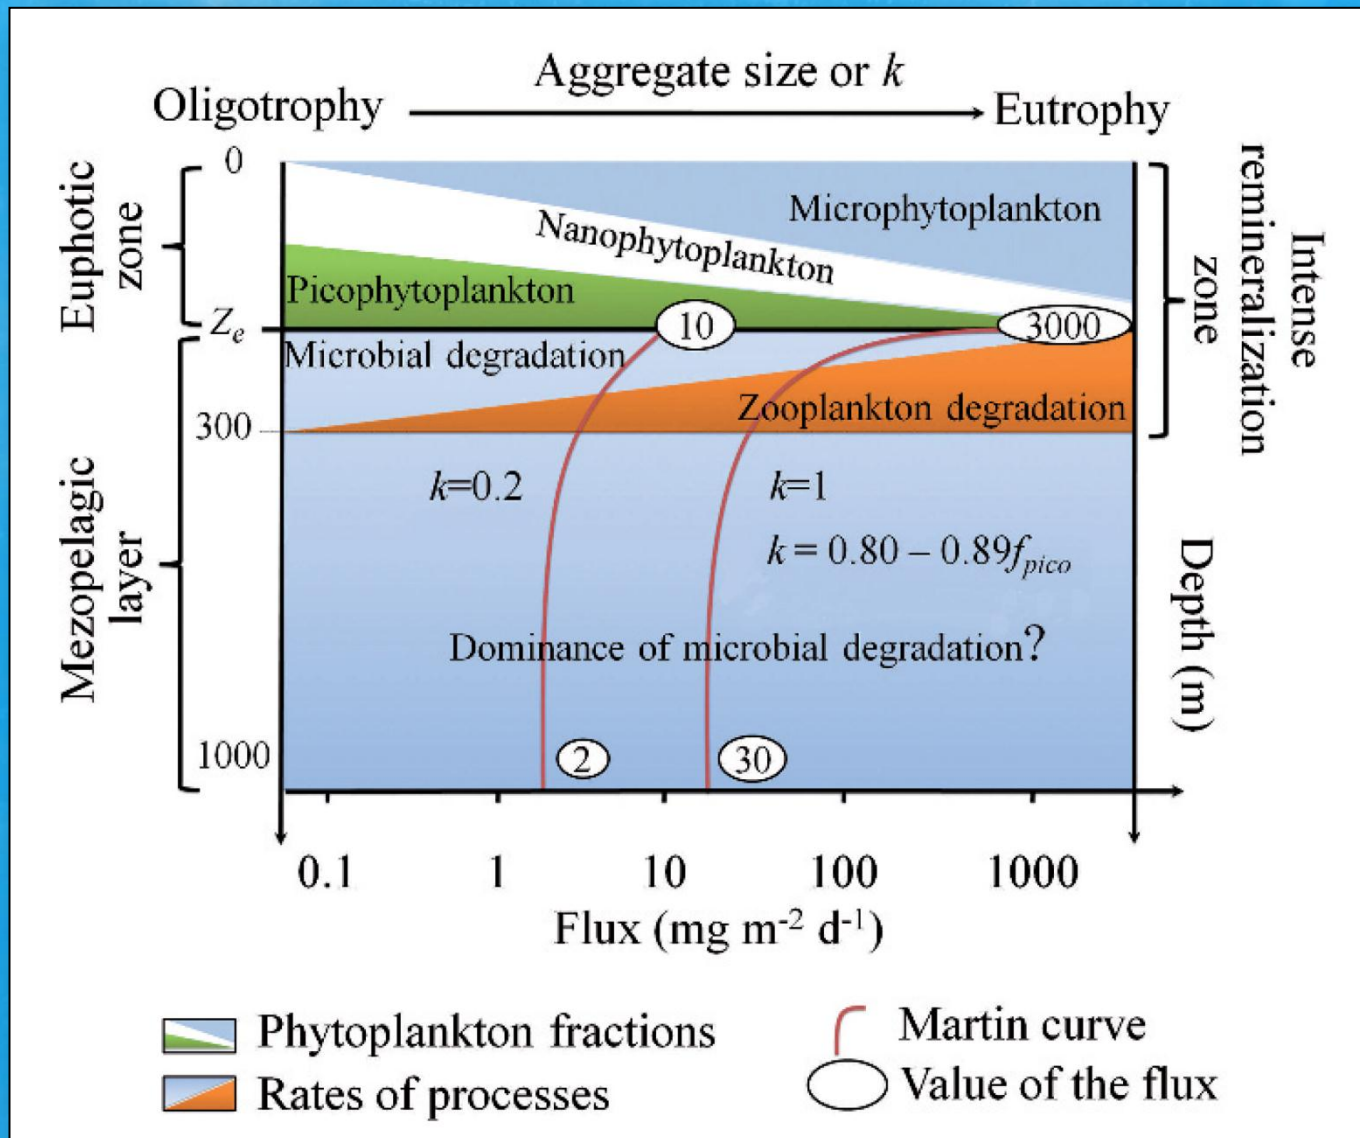 Aggregate size or k
Oligotrophy
Eutrophy
Euphotic
zone
Mezopelagic
layer
0
Ze
300
1000
Microphytoplankton
Nanophytoplankton
Picophytoplankton
10
3000
Microbial degradation
Zooplankton degradation
k=0.2
k=1
k = 0.80 – 0.89fpico
Dominance of microbial degradation?
2
30
Intense
remineralization
zone
Depth (m)
0.1 1 10 100 1000
Flux (mg m-2 d-1)
Phytoplankton fractions
Rates of processes
Martin curve
Value of the flux